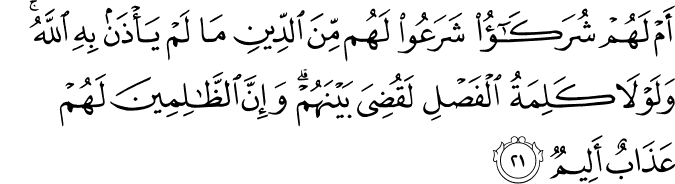 أَمۡ لَهُمۡ شُرَكَـٰٓؤُاْ شَرَعُواْ لَهُم مِّنَ ٱلدِّينِ مَا لَمۡ يَأۡذَنۢ بِهِ ٱللَّهُۚ
وَلَوۡلَا كَلِمَةُ ٱلۡفَصۡلِ لَقُضِيَ بَيۡنَهُمۡۗ وَإِنَّ ٱلظَّـٰلِمِينَ لَهُمۡ
عَذَابٌ أَلِيمٞ ٢١